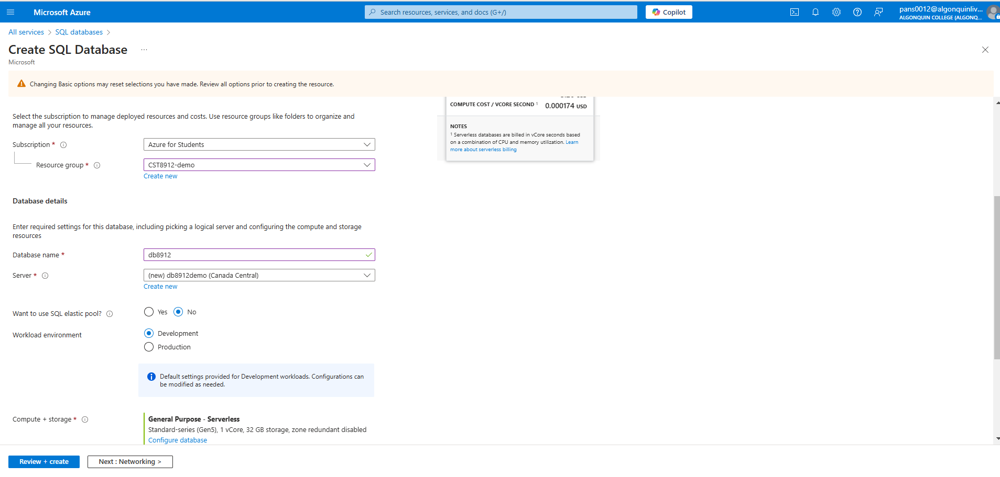 Microsoft Azure
Search resources, services, and docs (G+/)
Copilot
pans0012@algonquinliv...
ALGONQUIN COLLEGE (ALGONQ...
All services > SQL databases >
Create SQL Database ...
Microsoft
Changing Basic options may reset selections you have made. Review all options prior to creating the resource.
COMPUTE COST / VCORE SECOND 1 0.000174 USD
NOTES
1 Serverless databases are billed in vCore seconds based
on a combination of CPU and memory utilization. Learn
more about serverless billing
Select the subscription to manage deployed resources and costs. Use resource groups like folders to organize and
manage all your resources.
Subscription * Azure for Students
Resource group * CST8912-demo
Create new
Database details
Enter required settings for this database, including picking a logical server and configuring the compute and storage
resources
Database name * db8912
Server * (new) db8912demo (Canada Central)
Create new
Want to use SQL elastic pool? Yes No
Workload environment Development
Production
Default settings provided for Development workloads. Configurations can
be modified as needed.
Compute + storage * General Purpose - Serverless
Standard-series (Gen5), 1 vCore, 32 GB storage, zone redundant disabled
Configure database
Review + create
Next : Networking >